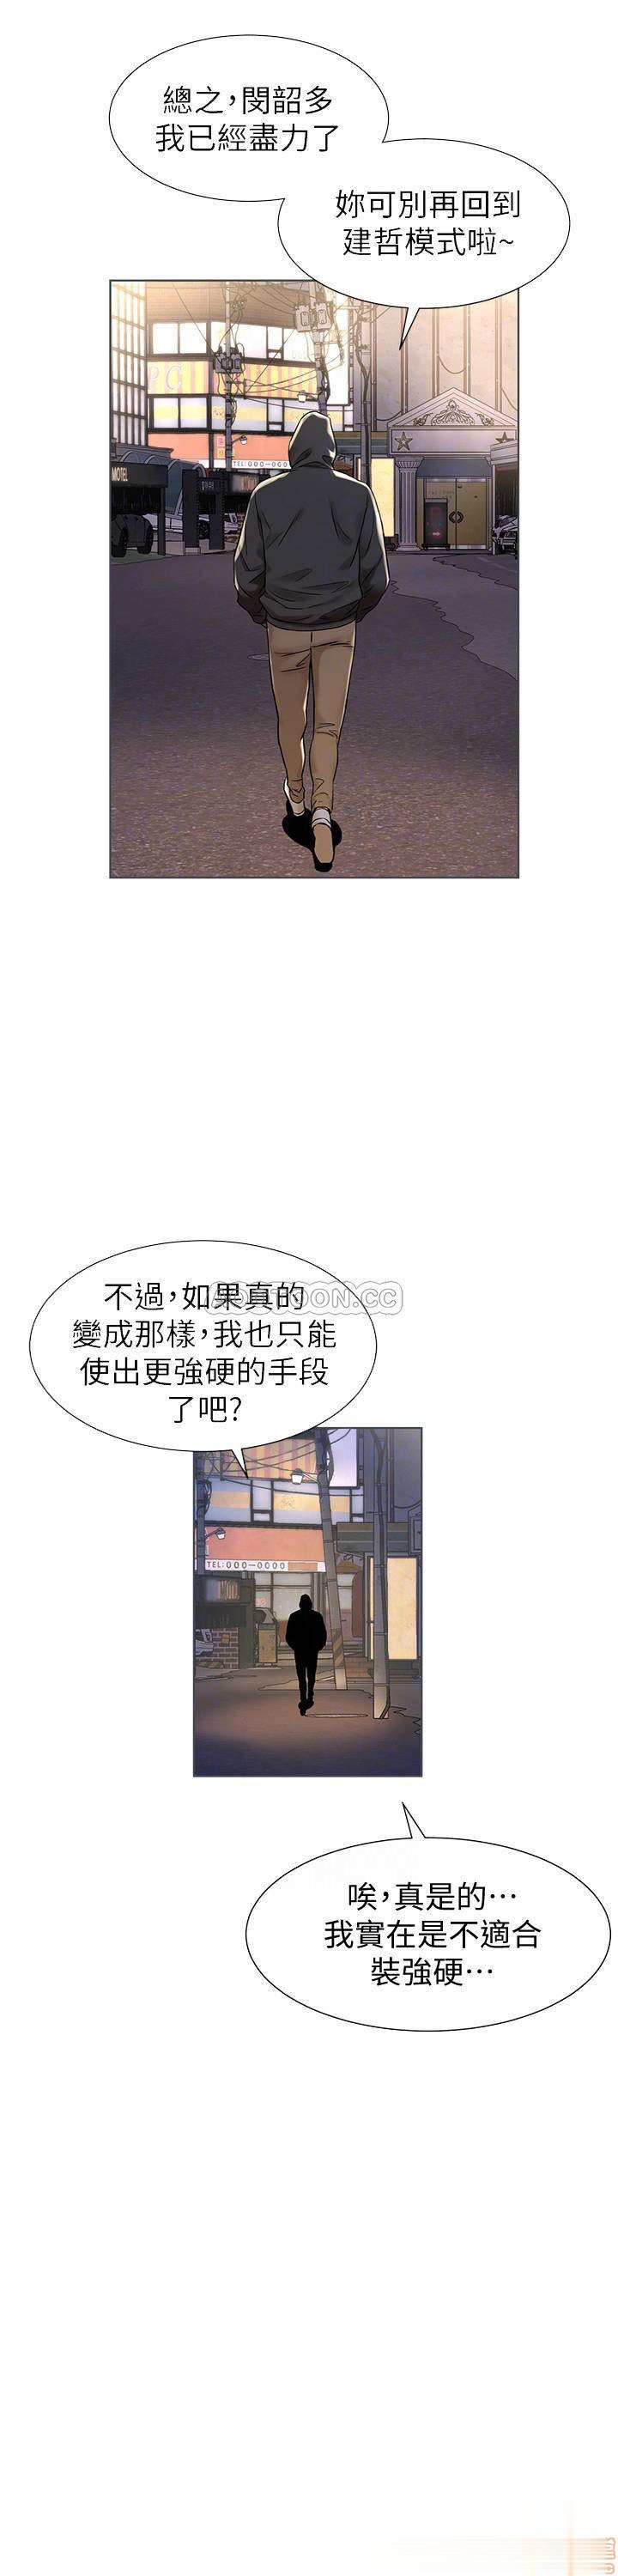 總之,閔韶多
我已經盡力了
妳可別再回到
建哲模式啦~
PC
TEL:000-000
MOTEL
不過,如果真的
變成那樣,我也只能
使出更強硬的手段
了吧?
TEL:000-0000
唉,真是的…
我實在是不適合
裝強硬…